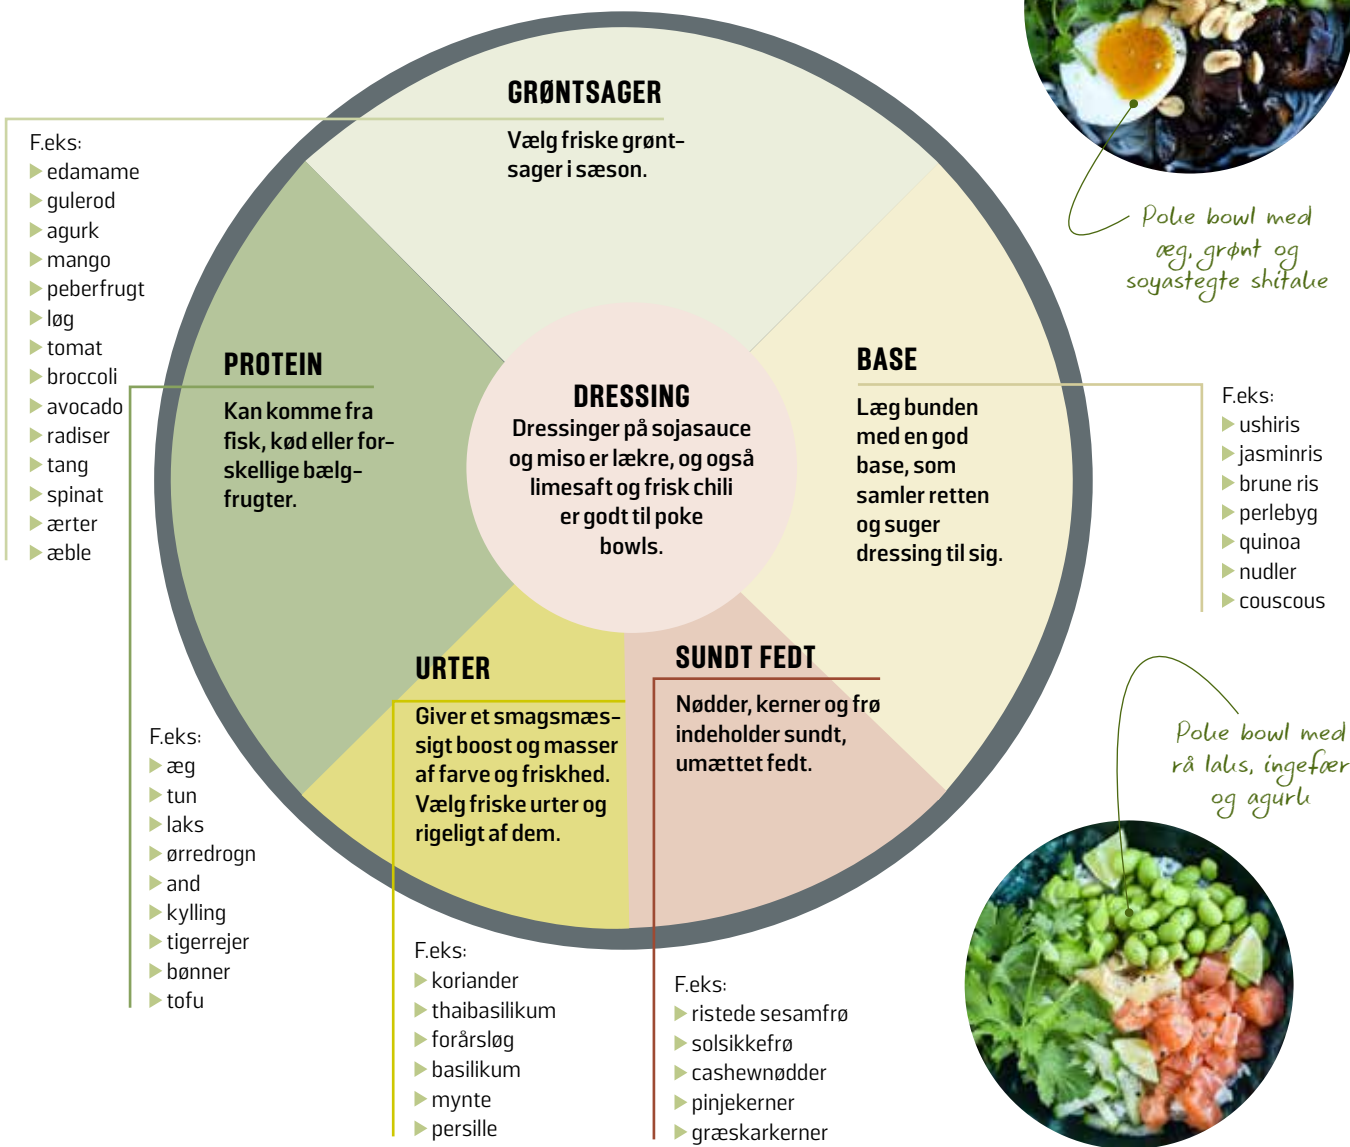 GRØNTSAGER
Vælg friske grønt-
sager i sæson.
F.eks:
edamame
gulerod
agurk
mango
peberfrugt
løg
tomat
broccoli
avocado
radiser
tang
spinat
ærter
æble
Poke bowl med
æg, grønt og
soyastegte shitake
PROTEIN
Kan komme fra
fisk, kød eller for-
skellige bælg-
frugter.
F.eks:
æg
tun
laks
ørredrogn
and
kylling
tigerrejer
bønner
tofu
DRESSING
Dressinger på sojasauce
og miso er lækre, og også
limesaft og frisk chili
er godt til poke
bowls.
BASE
Læg bunden
med en god
base, som
samler retten
og suger
dressing til sig.
F.eks:
ushiris
jasminris
brune ris
perlebyg
quinoa
nudler
couscous
URTER
Giver et smagsmæs-
sigt boost og masser
af farve og friskhed.
Vælg friske urter og
rigeligt af dem.
F.eks:
koriander
thaibasilikum
forårsløg
basilikum
mynte
persille
SUNDT FEDT
Nødder, kerner og frø
indeholder sundt,
umættet fedt.
F.eks:
ristede sesamfrø
solsikkefrø
cashewnødder
pinjekerner
græskarkerner
Poke bowl med
rå laks, ingefær
og agurk